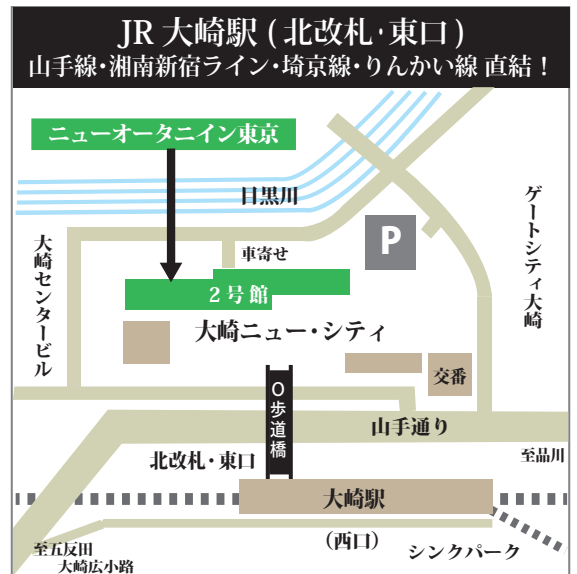 JR 大崎駅 ( 北改札･東口 )
山手線･湘南新宿ライン･埼京線･りんかい線 直結！
ニューオータニイン東京
目黒川
ゲートシティ大崎
P
大崎センタービル
車寄せ
2 号 館
大崎ニュー・シティ
交番
O歩道橋
山手通り
北改札・東口
至品川
大崎駅
(西口)
シンクパーク
至五反田
大崎広小路